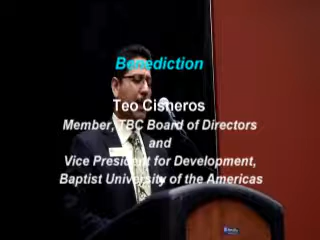 Benediction
Teo Cisneros
Member, TBC Board of Directors
and
Vice President for Development,
Baptist University of the Americas